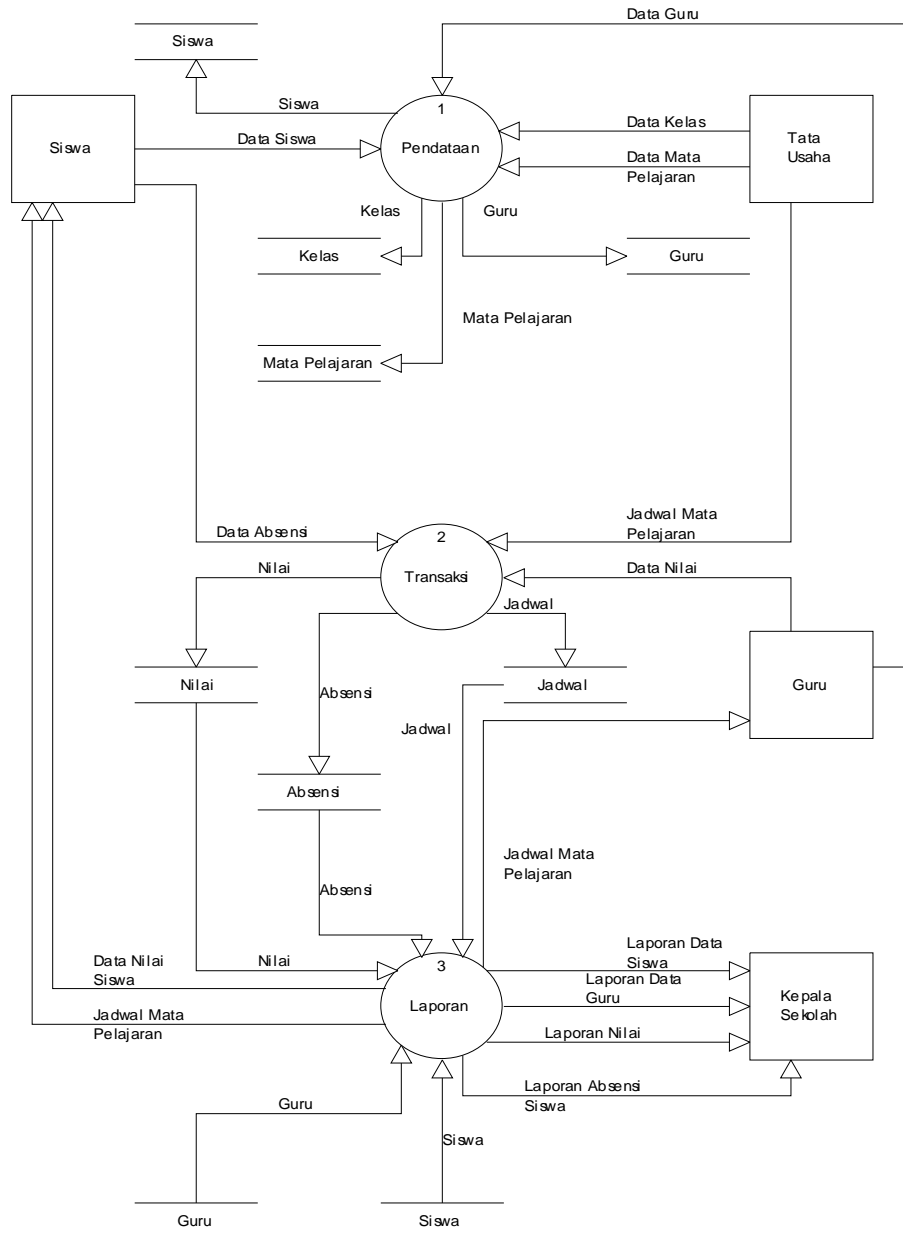 Data Guru
Siswa
Siswa
1
Pendataan
Siswa
Data Siswa
Data Kelas
Data Mata
Pelajaran
Tata
Usaha
Kelas
Guru
Kelas
Guru
Mata Pelajaran
Mata Pelajaran
Data Absensi
2
Transaksi
Jadwal Mata
Pelajaran
Nilai
Data Nilai
Jadwal
Nilai
Absensi
Jadwal
Guru
Jadwal
Absensi
Jadwal Mata
Pelajaran
Absensi
Data Nilai
Siswa
Nilai
3
Laporan
Laporan Data
Siswa
Laporan Data
Guru
Kepala
Sekolah
Jadwal Mata
Pelajaran
Laporan Nilai
Laporan Absensi
Siswa
Guru
Siswa
Guru
Siswa